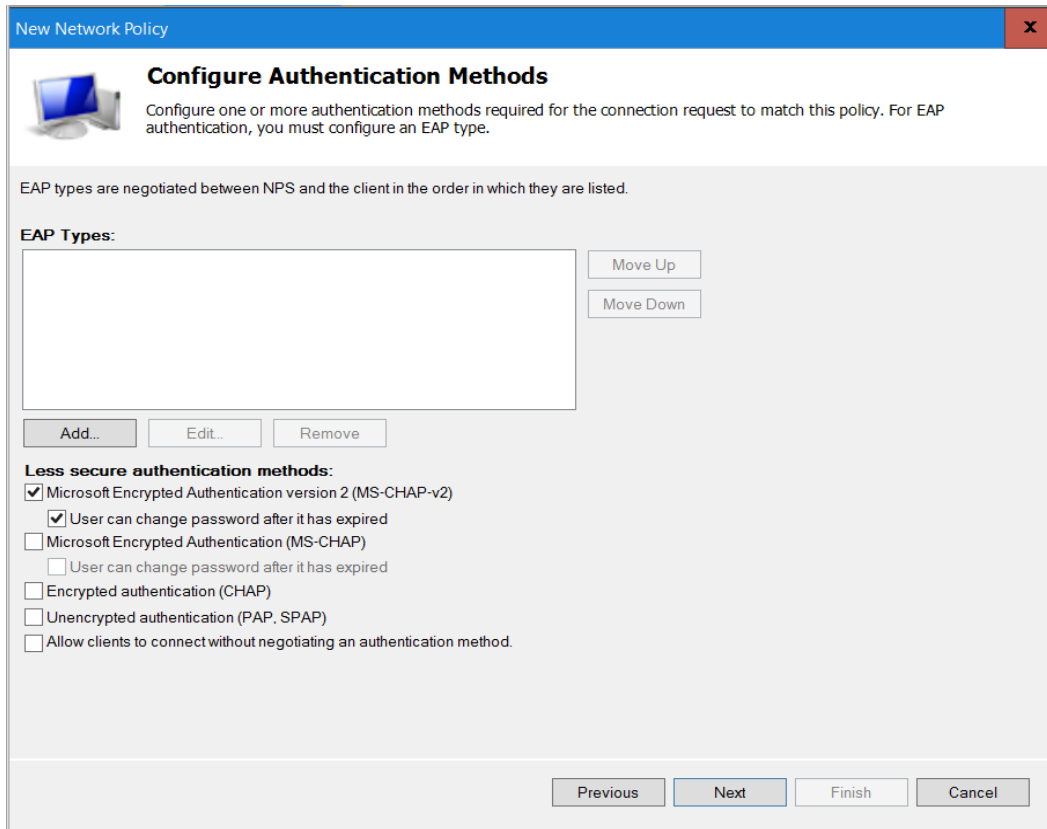 New Network Policy
x
Configure Authentication Methods
Configure one or more authentication methods required for the connection request to match this policy. For EAP
authentication, you must configure an EAP type.
EAP types are negotiated between NPS and the client in the order in which they are listed.
EAP Types:
Move Up
Move Down
Add...
Edit...
Remove
Less secure authentication methods:
Microsoft Encrypted Authentication version 2 (MS-CHAP-v2)
User can change password after it has expired
Microsoft Encrypted Authentication (MS-CHAP)
User can change password after it has expired
Encrypted authentication (CHAP)
Unencrypted authentication (PAP, SPAP)
Allow clients to connect without negotiating an authentication method.
Previous
Next
Finish
Cancel